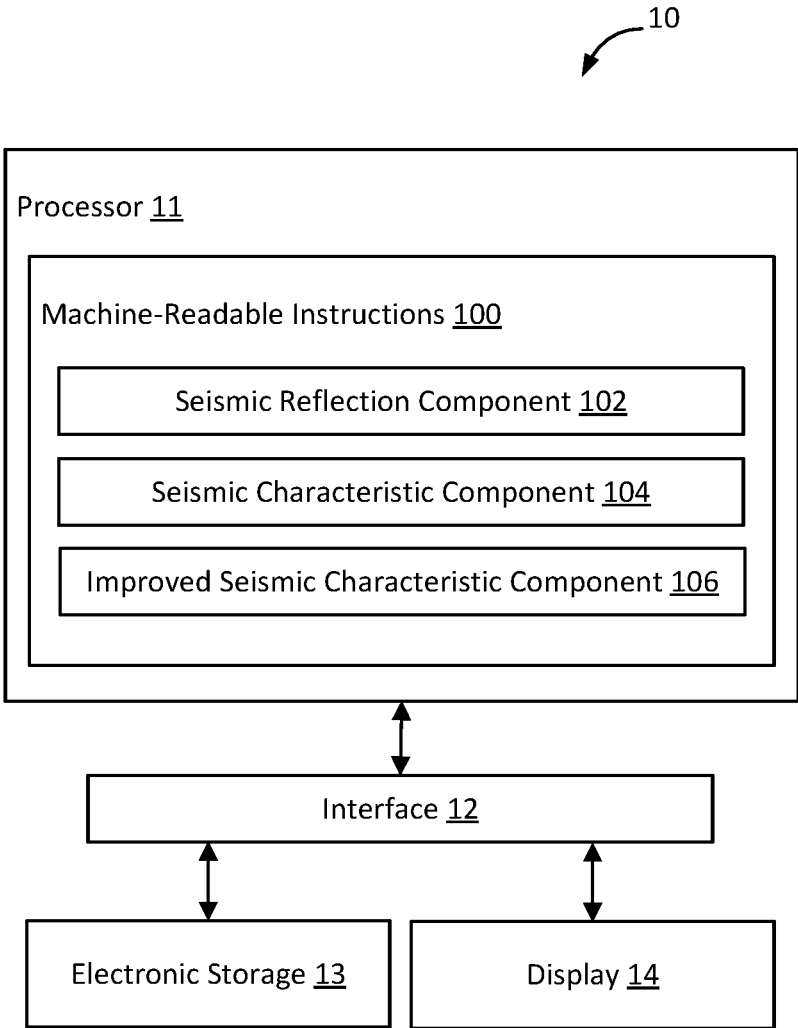 10
Processor 11
Machine-Readable Instructions 100
Seismic Reflection Component 102
Seismic Characteristic Component 104
Improved Seismic Characteristic Component 106
Interface 12
Electronic Storage 13
Display 14